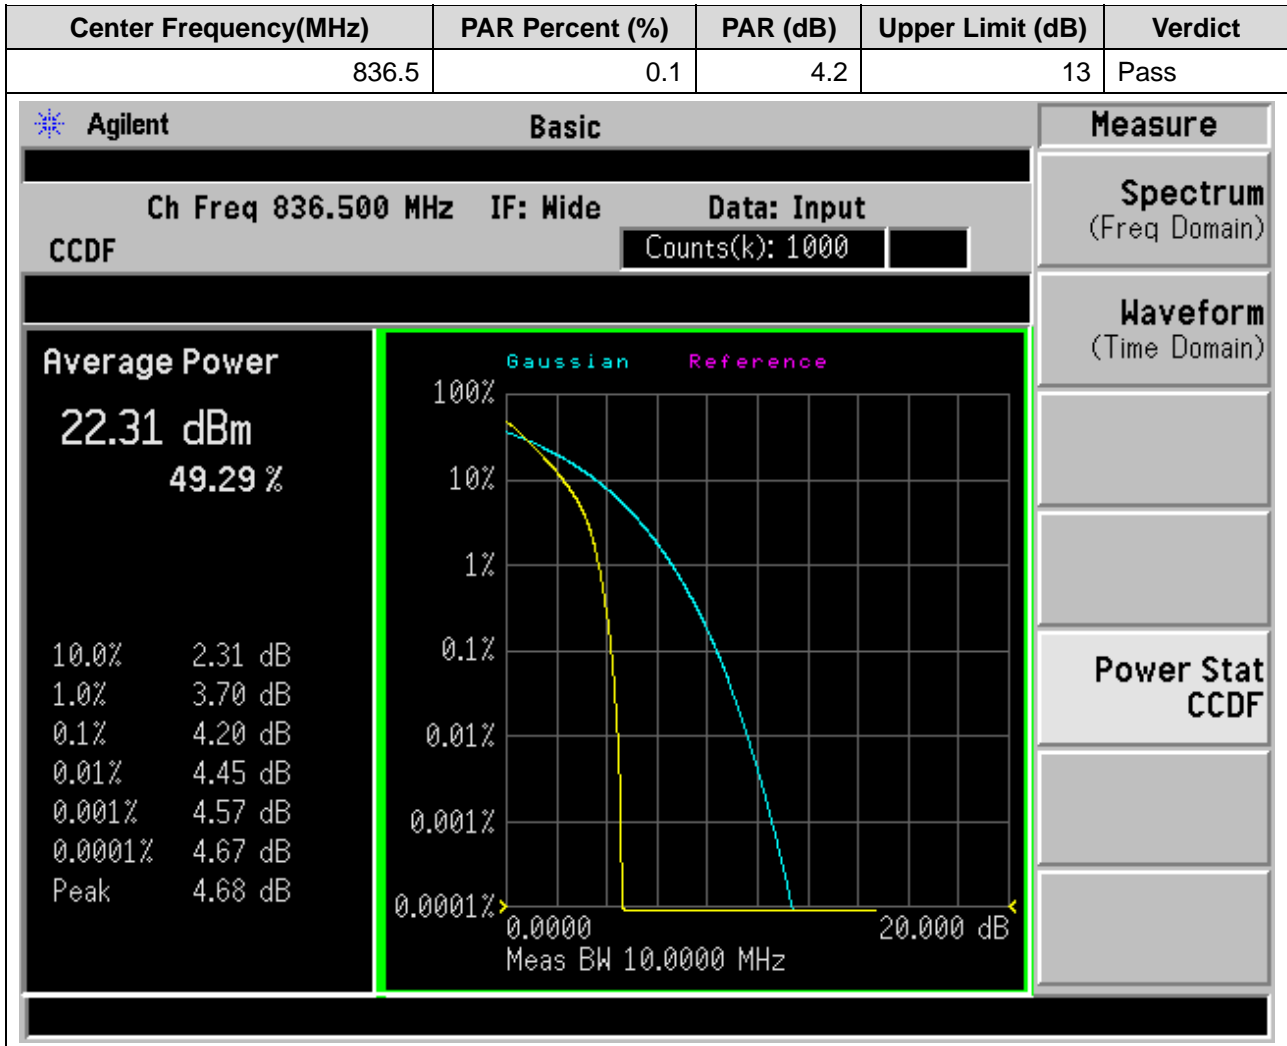 Center Frequency(MHz) PAR Percent (%) PAR (dB) Upper Limit (dB) Verdict
836.5 0.1 4.2 13 Pass
Agilent Basic
Ch Freq 836.500 MHz IF: Wide Data: Input
CCDF Counts(k): 1000
Average Power
22.31 dBm
49.29 %
10.0% 2.31 dB
1.0% 3.70 dB
0.1% 4.20 dB
0.01% 4.45 dB
0.001% 4.57 dB
0.0001% 4.67 dB
Peak 4.68 dB
Gaussian Reference
100%
10%
1%
0.1%
0.01%
0.001%
0.0001%
0.0000 20.000 dB
Meas BW 10.0000 MHz
Measure
Spectrum
(Freq Domain)
Waveform
(Time Domain)
Power Stat
CCDF